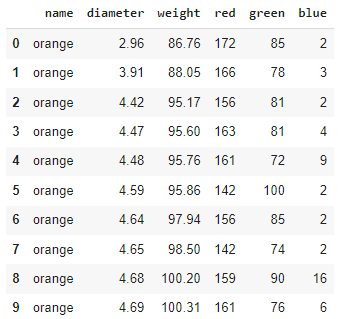 name diameter weight red green blue
0 orange 2.96 86.76 172 85 2
1 orange 3.91 88.05 166 78 3
2 orange 4.42 95.17 156 81 2
3 orange 4.47 95.60 163 81 4
4 orange 4.48 95.76 161 72 9
5 orange 4.59 95.86 142 100 2
6 orange 4.64 97.94 156 85 2
7 orange 4.65 98.50 142 74 2
8 orange 4.68 100.20 159 90 16
9 orange 4.69 100.31 161 76 6